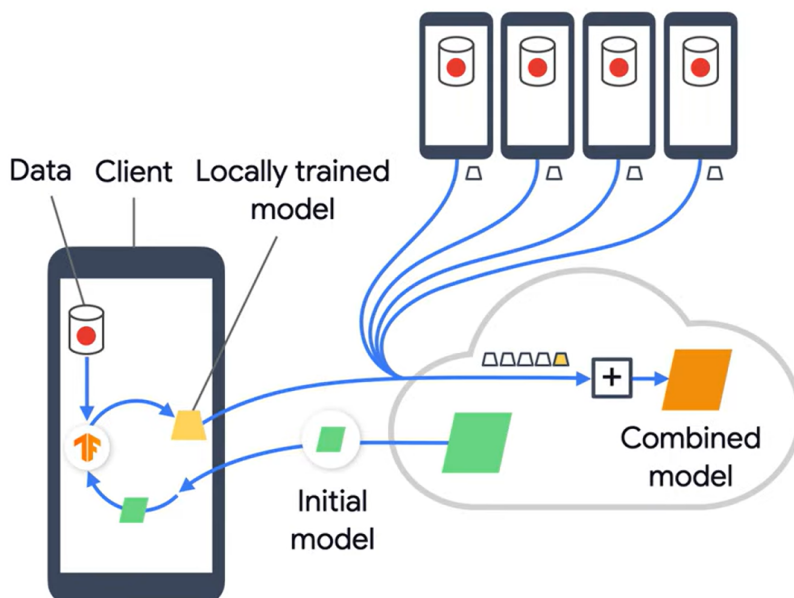 Data
Client
Locally trained
model
+
Initial
model
Combined
model